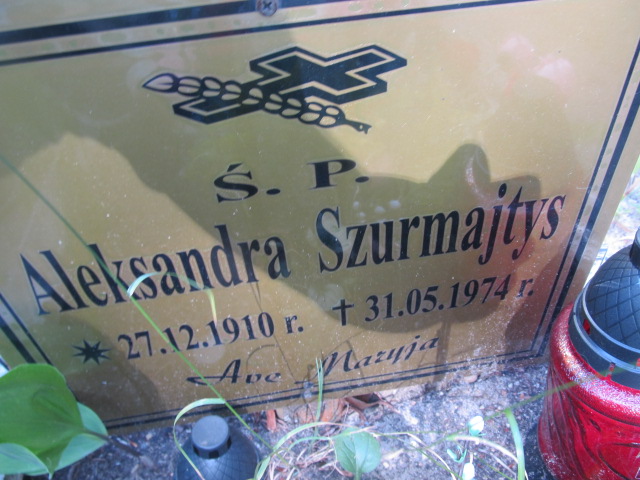 Ś. P.
Aleksandra Szurmajtys
27.12.1910 r. † 31.05.1974 r.
Ave Maryja